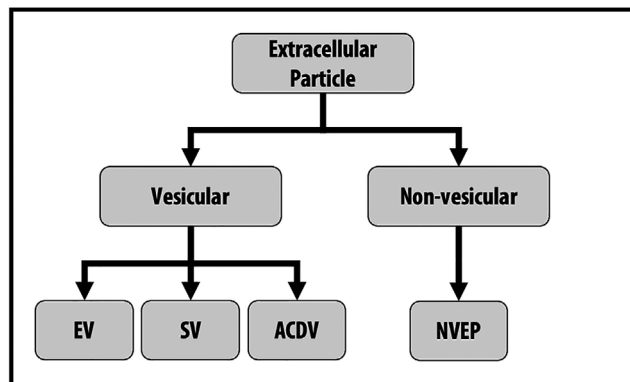 Extracellular
Particle
Vesicular
Non-vesicular
EV
SV
ACDV
NVEP